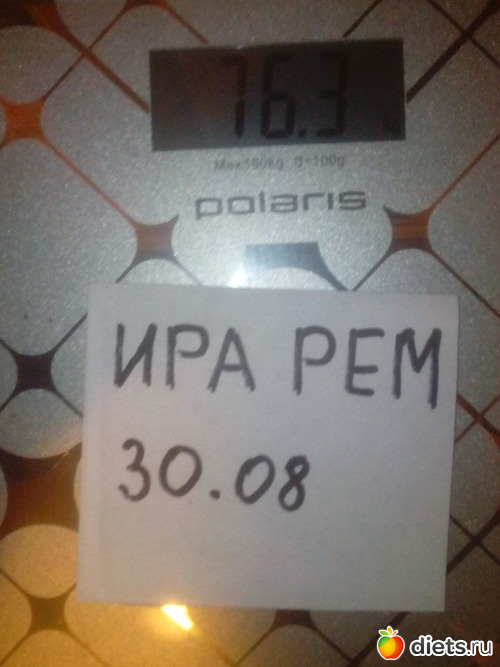 76.3
Max 180kg d=100g
polaris
ИРА РЕМ
30.08
diets.ru